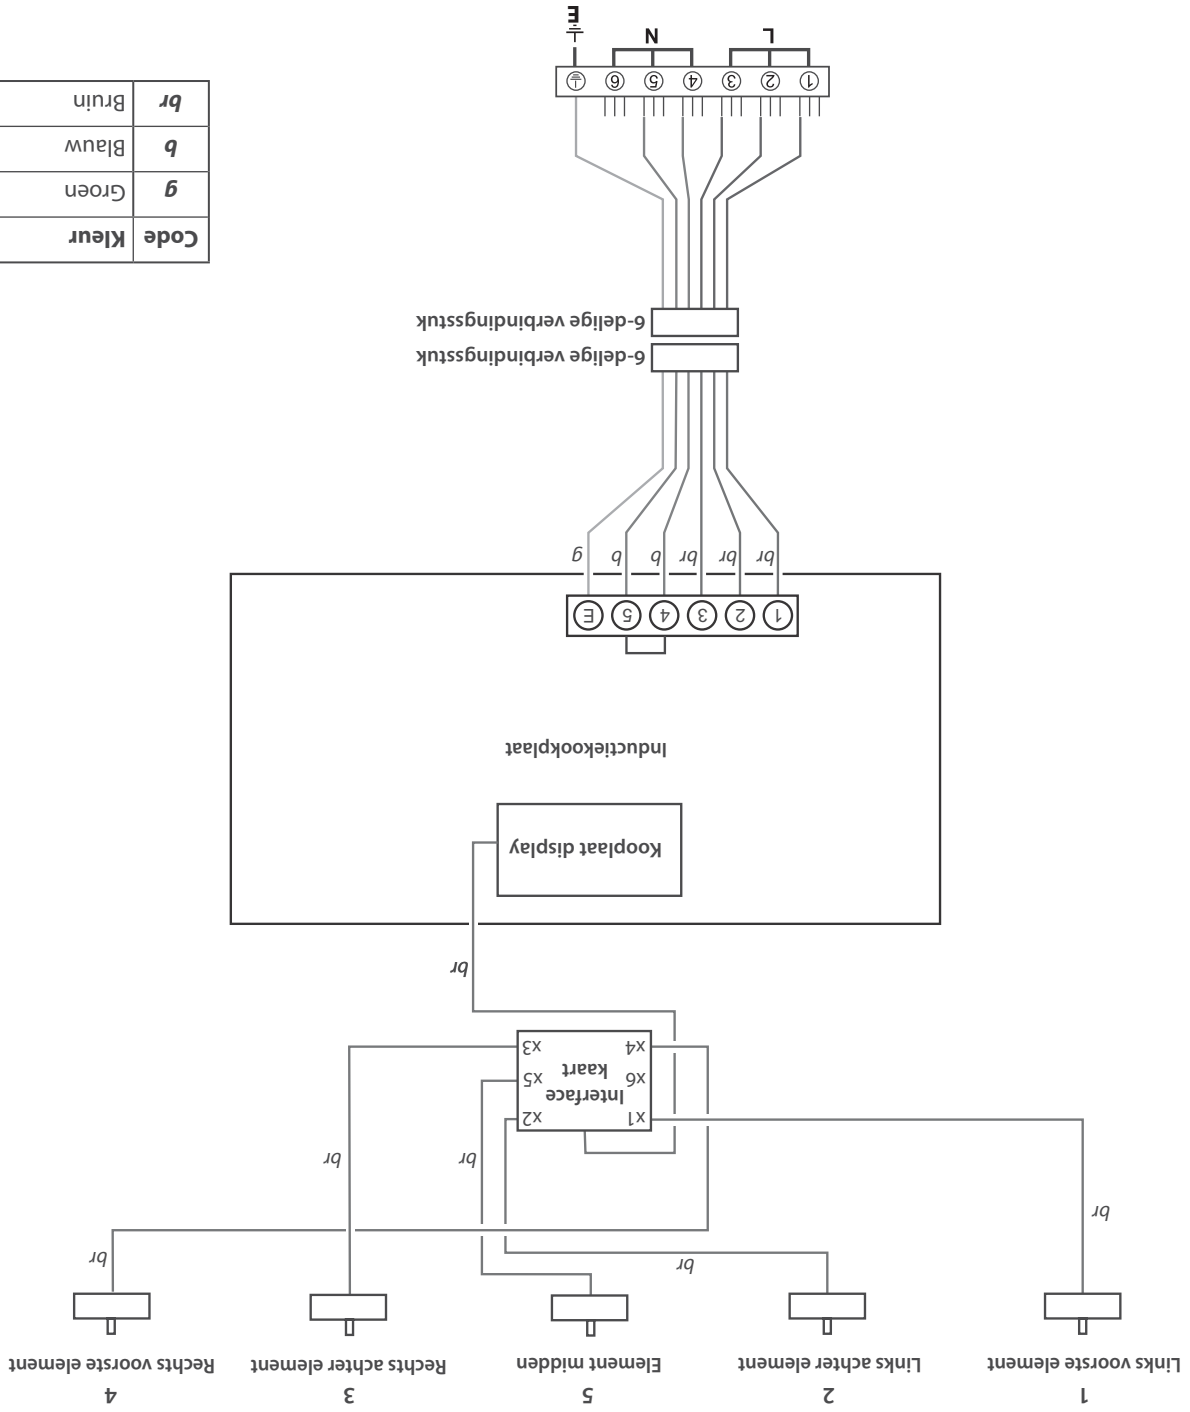 1
Links voorste element
2
Links achter element
5
Element midden
3
Rechts achter element
4
Rechts voorste element
br
br
br
br
br
x1
x2
Interface
kaart
x6
x5
x4
x3
br
Kooplaat display
Inductiekookplaat
1
2
3
4
5
E
br
br
br
b
b
g
6-delige verbindingsstuk
6-delige verbindingsstuk
Code
Kleur
g
Groen
b
Blauw
br
Bruin
1
2
3
4
5
6
L
N
E